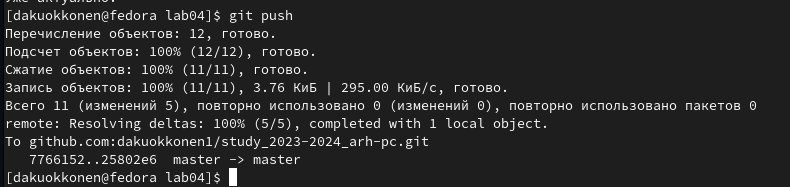 уже актуально.
[dakuokkonen@fedora lab04]$ git push
Перечисление объектов: 12, готово.
Подсчет объектов: 100% (12/12), готово.
Сжатие объектов: 100% (11/11), готово.
Запись объектов: 100% (11/11), 3.76 КиБ | 295.00 КиБ/с, готово.
Всего 11 (изменений 5), повторно использовано 0 (изменений 0), повторно использовано пакетов 0
remote: Resolving deltas: 100% (5/5), completed with 1 local object.
To github.com:dakuokkonen1/study_2023-2024_arh-pc.git
   7766152..25802e6  master -> master
[dakuokkonen@fedora lab04]$